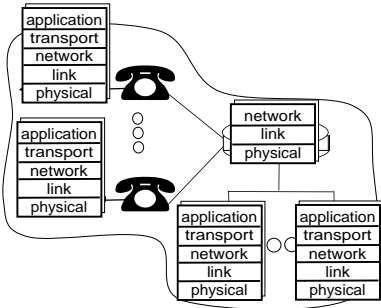 application
transport
network
link
physical
application
transport
network
link
physical
network
link
physical
application
transport
network
link
physical
application
transport
network
link
physical